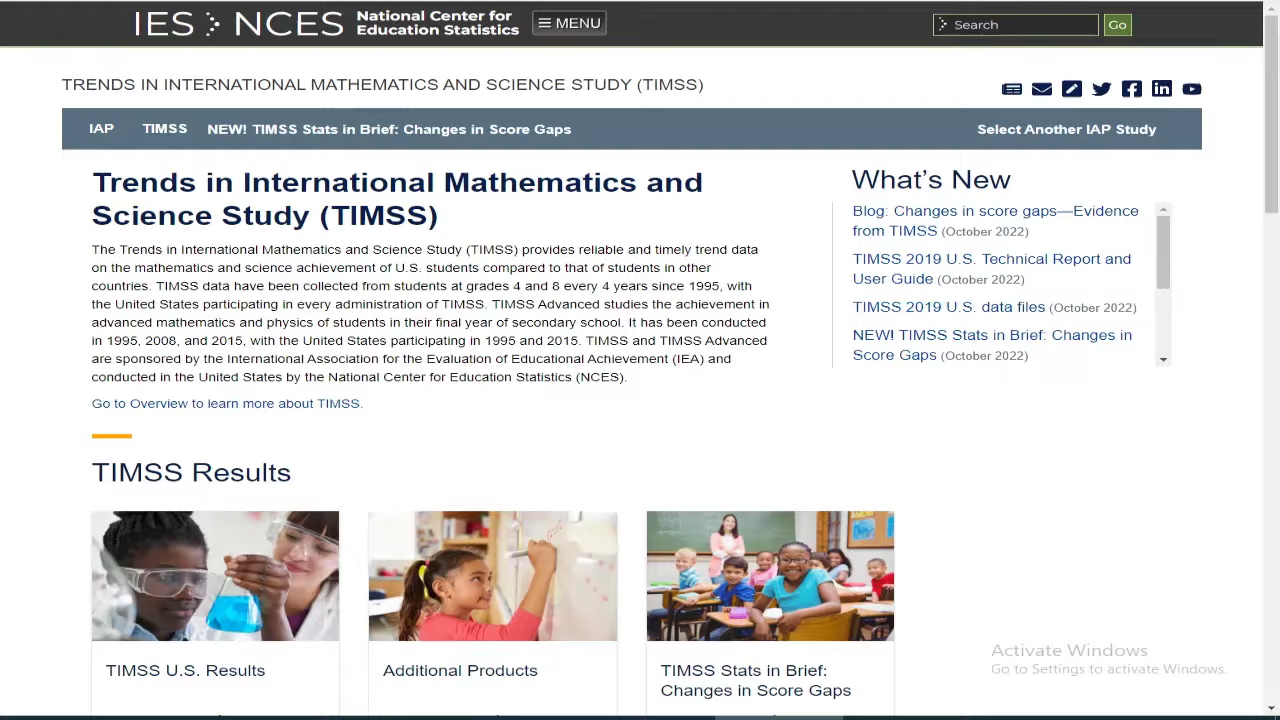 IES NCES National Center for
Education Statistics
MENU
Search
Go
TRENDS IN INTERNATIONAL MATHEMATICS AND SCIENCE STUDY (TIMSS)
IAP TIMSS NEW! TIMSS Stats in Brief: Changes in Score Gaps Select Another IAP Study
Trends in International Mathematics and
Science Study (TIMSS)
The Trends in International Mathematics and Science Study (TIMSS) provides reliable and timely trend data
on the mathematics and science achievement of U.S. students compared to that of students in other
countries. TIMSS data have been collected from students at grades 4 and 8 every 4 years since 1995, with
the United States participating in every administration of TIMSS. TIMSS Advanced studies the achievement in
advanced mathematics and physics of students in their final year of secondary school. It has been conducted
in 1995, 2008, and 2015, with the United States participating in 1995 and 2015. TIMSS and TIMSS Advanced
are sponsored by the International Association for the Evaluation of Educational Achievement (IEA) and
conducted in the United States by the National Center for Education Statistics (NCES).
Go to Overview to learn more about TIMSS.
What's New
Blog: Changes in score gaps—Evidence
from TIMSS (October 2022)
TIMSS 2019 U.S. Technical Report and
User Guide (October 2022)
TIMSS 2019 U.S. data files (October 2022)
NEW! TIMSS Stats in Brief: Changes in
Score Gaps (October 2022)
TIMSS Results
TIMSS U.S. Results
Additional Products
TIMSS Stats in Brief:
Changes in Score Gaps
Activate Windows
Go to Settings to activate Windows.